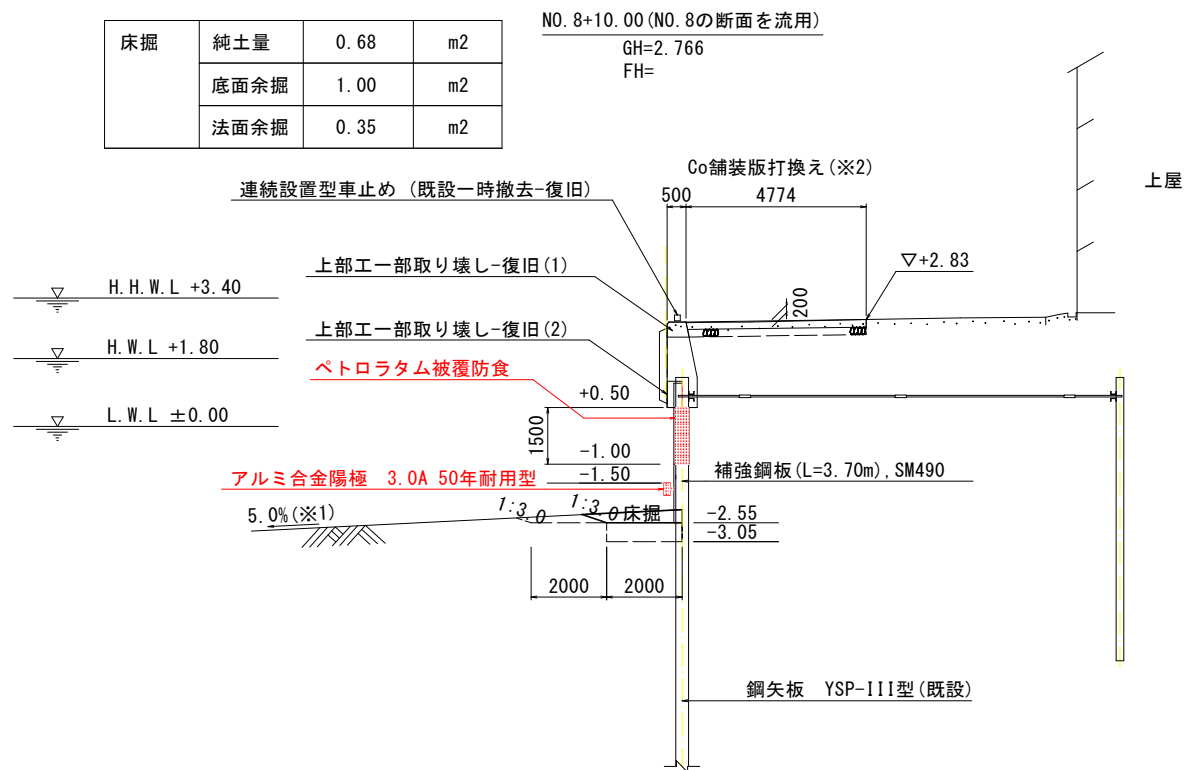 NO.8+10.00(NO.8の断面を流用)
GH=2.766
FH=
床掘 純土量 0.68 m2
底面余掘 1.00 m2
法面余掘 0.35 m2
Co舗装版打換え(※2)
連続設置型車止め (既設一時撤去-復旧)
500 4774
上屋
上部工一部取り壊し-復旧(1)
▽+2.83
H.H.W.L +3.40
200
上部工一部取り壊し-復旧(2)
H.W.L +1.80
ペトロラタム被覆防食
+0.50
L.W.L ±0.00
1500
-1.00
-1.50
補強鋼板(L=3.70m),SM490
アルミ合金陽極 3.0A 50年耐用型
5.0%(※1)
1:3.0
1:3.0
床掘
-2.55
-3.05
2000 2000
鋼矢板 YSP-III型(既設)